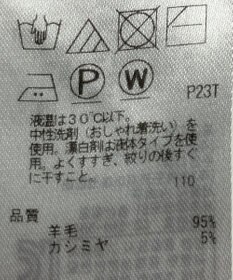 P W P23T
液温は30℃以下。
中性洗剤（おしゃれ着洗い）を
使用。漂白剤は液体タイプを使
用。よくすすぎ、絞りの後すぐ
に干すこと。
110
品質
羊毛 95%
カシミヤ 5%